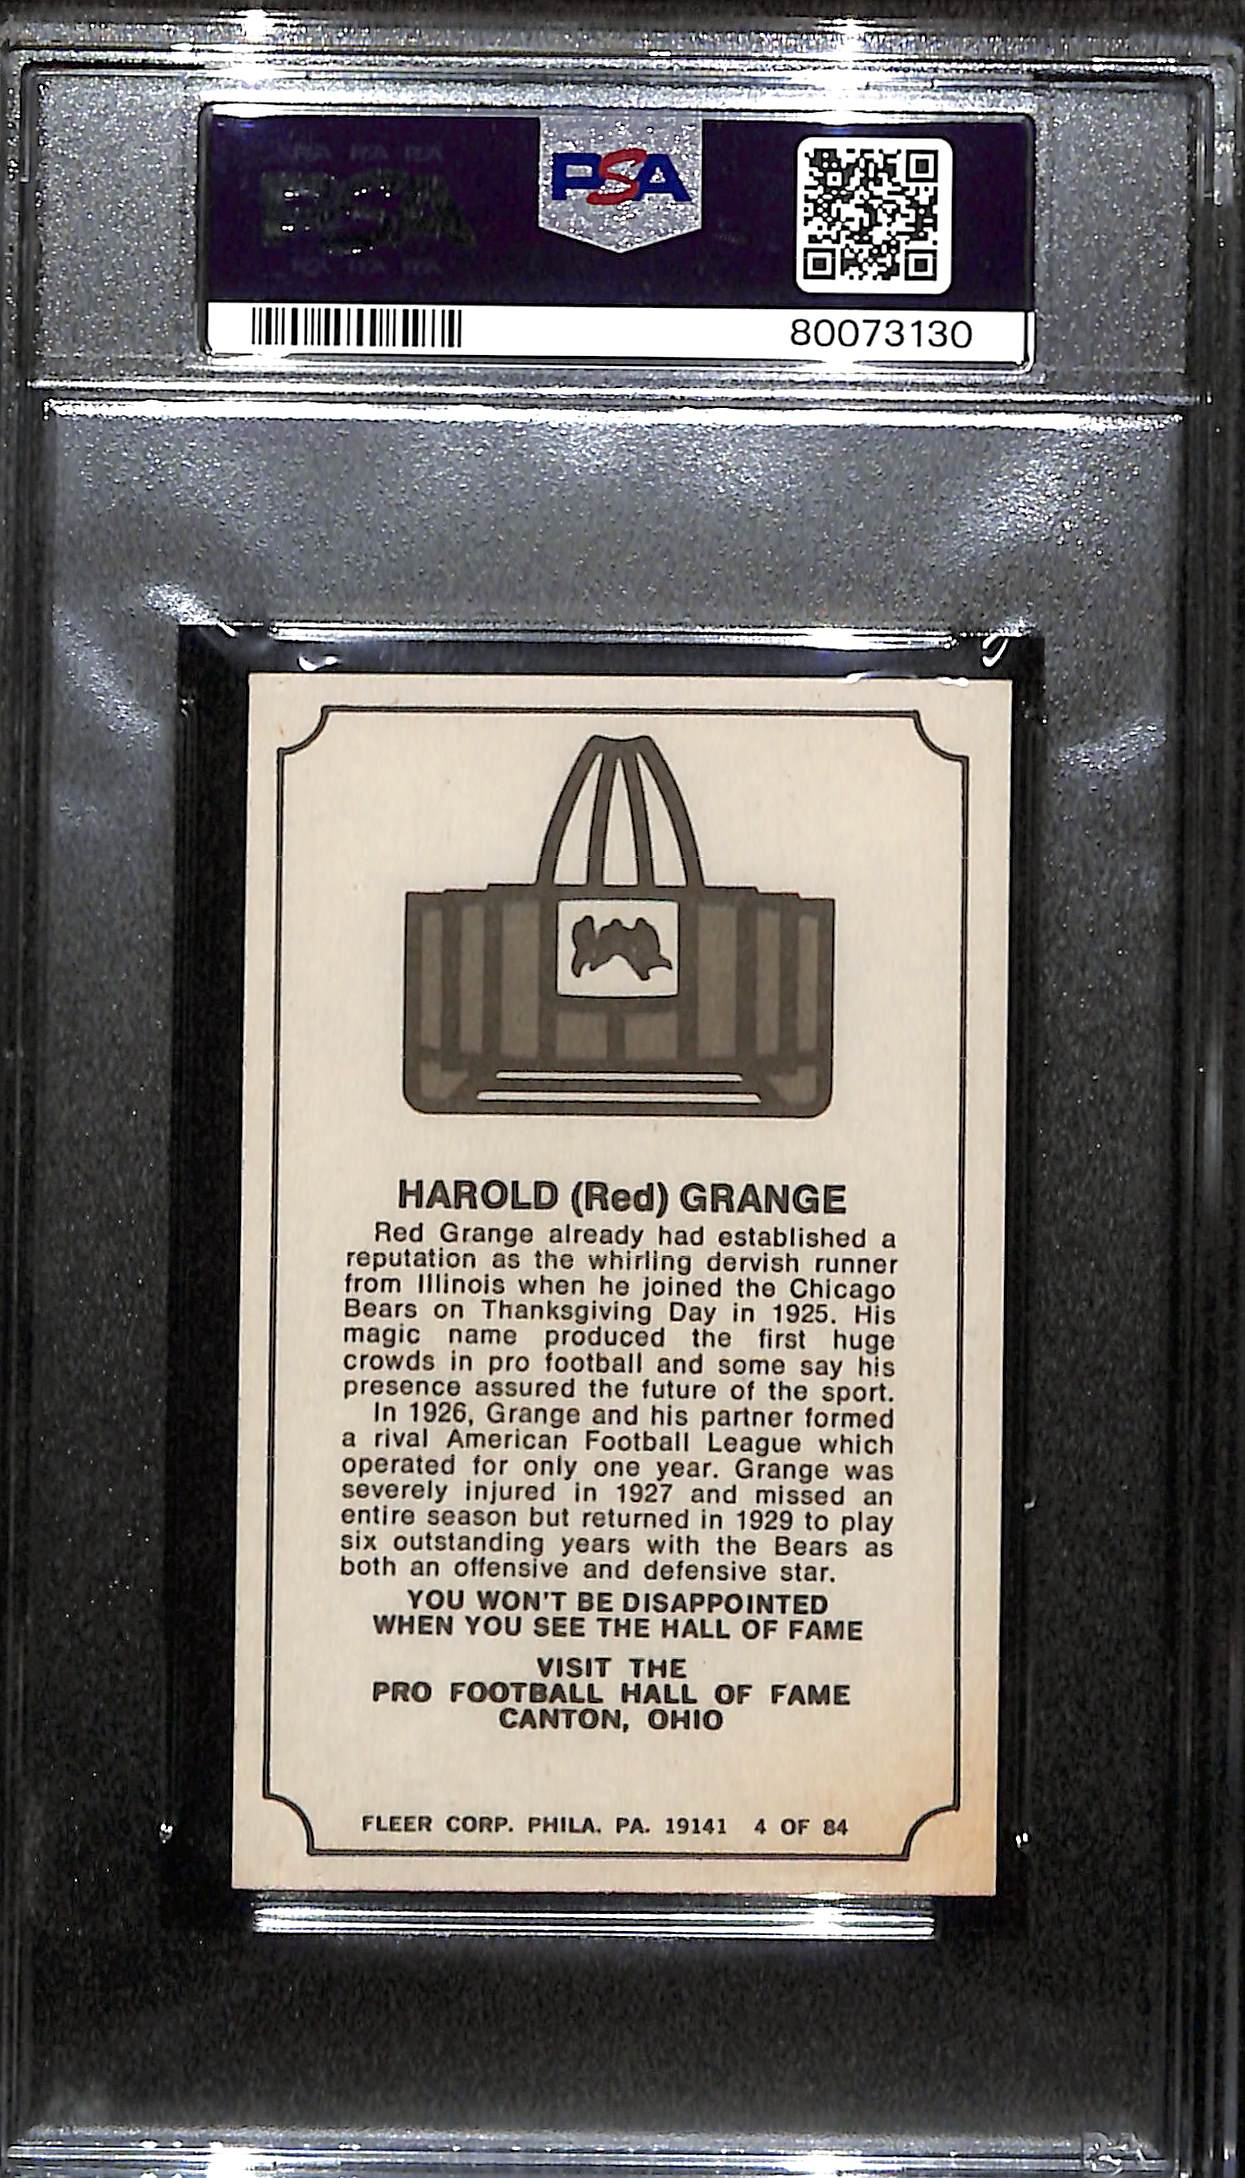 PSA
80073130
HAROLD (Red) GRANGE
Red Grange already had established a
reputation as the whirling dervish runner
from Illinois when he joined the Chicago
Bears on Thanksgiving Day in 1925. His
magic name produced the first huge
crowds in pro football and some say his
presence assured the future of the sport.
In 1926, Grange and his partner formed
a rival American Football League which
operated for only one year. Grange was
severely injured in 1927 and missed an
entire season but returned in 1929 to play
six outstanding years with the Bears as
both an offensive and defensive star.
YOU WON'T BE DISAPPOINTED
WHEN YOU SEE THE HALL OF FAME
VISIT THE
PRO FOOTBALL HALL OF FAME
CANTON, OHIO
FLEER CORP. PHILA. PA. 19141 4 OF 84